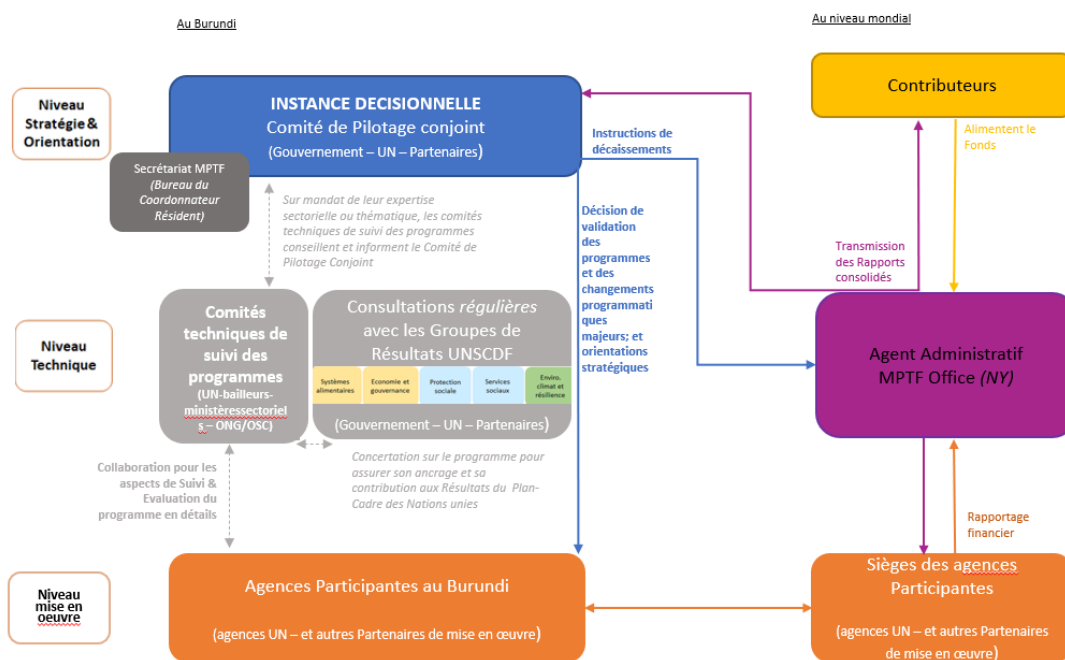 Au Burundi
Au niveau mondial
Niveau
Stratégie &
Orientation
INSTANCE DECISIONNELLE
Comité de Pilotage conjoint
(Gouvernement – UN – Partenaires)
Secrétariat MPTF
(Bureau du
Coordonnateur
Résident)
Contributeurs
Instructions de
décaissements
Alimentent le
Fonds
Sur mandat de leur expertise
sectorielle ou thématique, les comités
techniques de suivi des programmes
conseillent et informent le Comité de
Pilotage Conjoint
Décision de
validation
des
programmes
et des
changements
programmati
ques
majeurs; et
orientations
stratégiques
Transmission
des Rapports
consolidés
Niveau
Technique
Comités
techniques de
suivi des
programmes
(UN-bailleurs-
ministèressectoriel
s – ONG/OSC)
Consultations régulières
avec les Groupes de
Résultats UNSCDF
Systèmes
alimentaires
Economie et
gouvernance
Protection
sociale
Services
sociaux
Enviro,
climat et
résilience
(Gouvernement – UN – Partenaires)
Agent Administratif
MPTF Office (NY)
Collaboration pour les
aspects de Suivi &
Evaluation du
programme en détails
Concertation sur le programme pour
assurer son ancrage et sa
contribution aux Résultats du Plan-
Cadre des Nations unies
Rapportage
financier
Niveau
mise en
oeuvre
Agences Participantes au Burundi
(agences UN – et autres Partenaires de mise en œuvre)
Sièges des agences
Participantes
(agences UN – et autres Partenaires
de mise en œuvre)